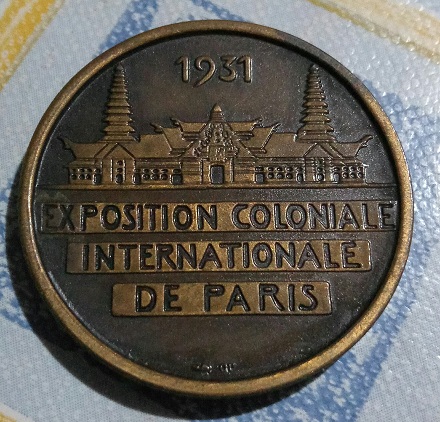 1931
EXPOSITION COLONIALE
INTERNATIONALE
DE PARIS